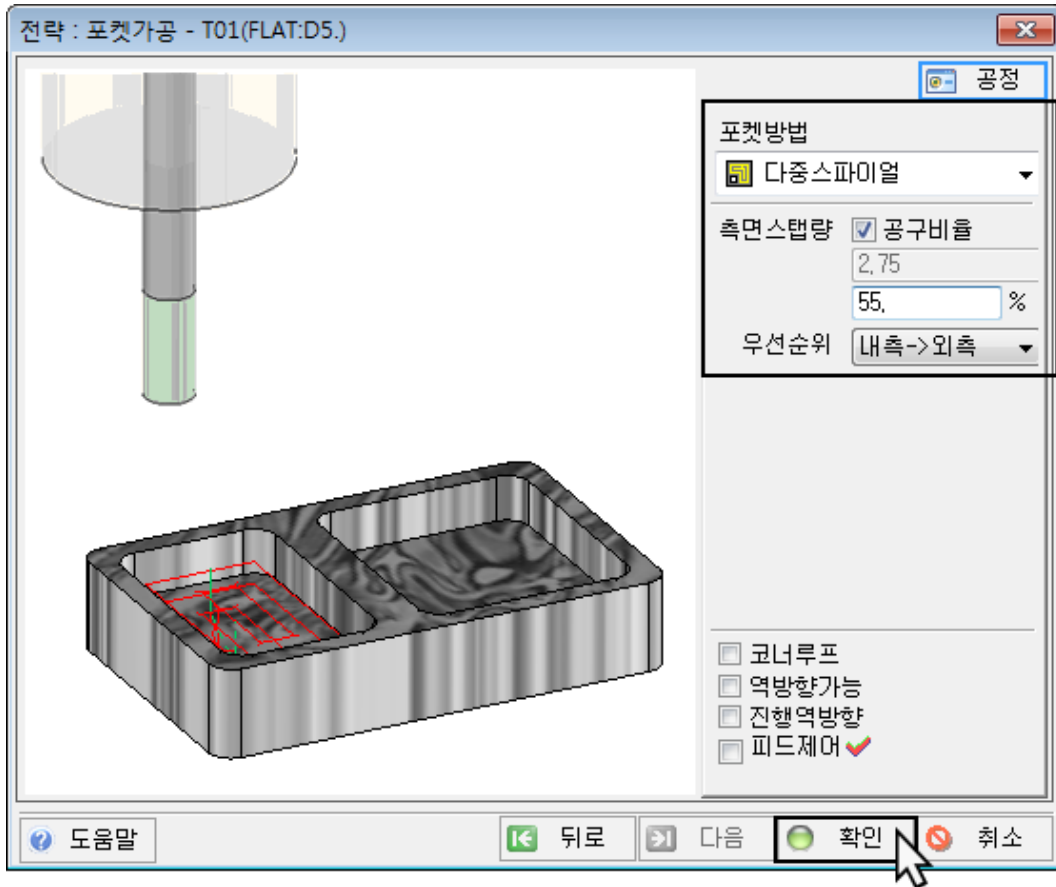 전략 : 포켓가공 - T01(FLAT:D5.)
공정
포켓방법
다중스파이얼
측면스탭량 공구비율
2.75
55. %
우선순위 내측->외측
코너루프
역방향가능
진행역방향
피드제어
도움말 뒤로 다음 확인 취소